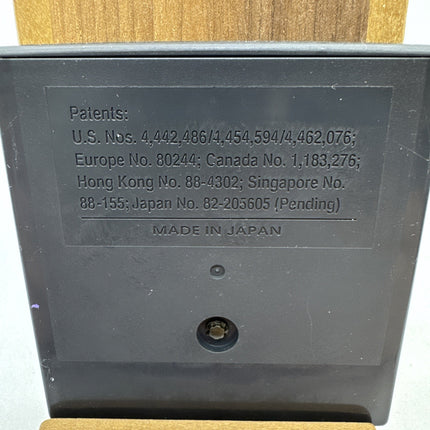 Patents:
U.S. Nos. 4,442,486/4,454,594/4,462,076;
Europe No. 80244; Canada No. 1,183,276;
Hong Kong No. 88-4302; Singapore No.
88-155; Japan No. 82-205605 (Pending)
MADE IN JAPAN